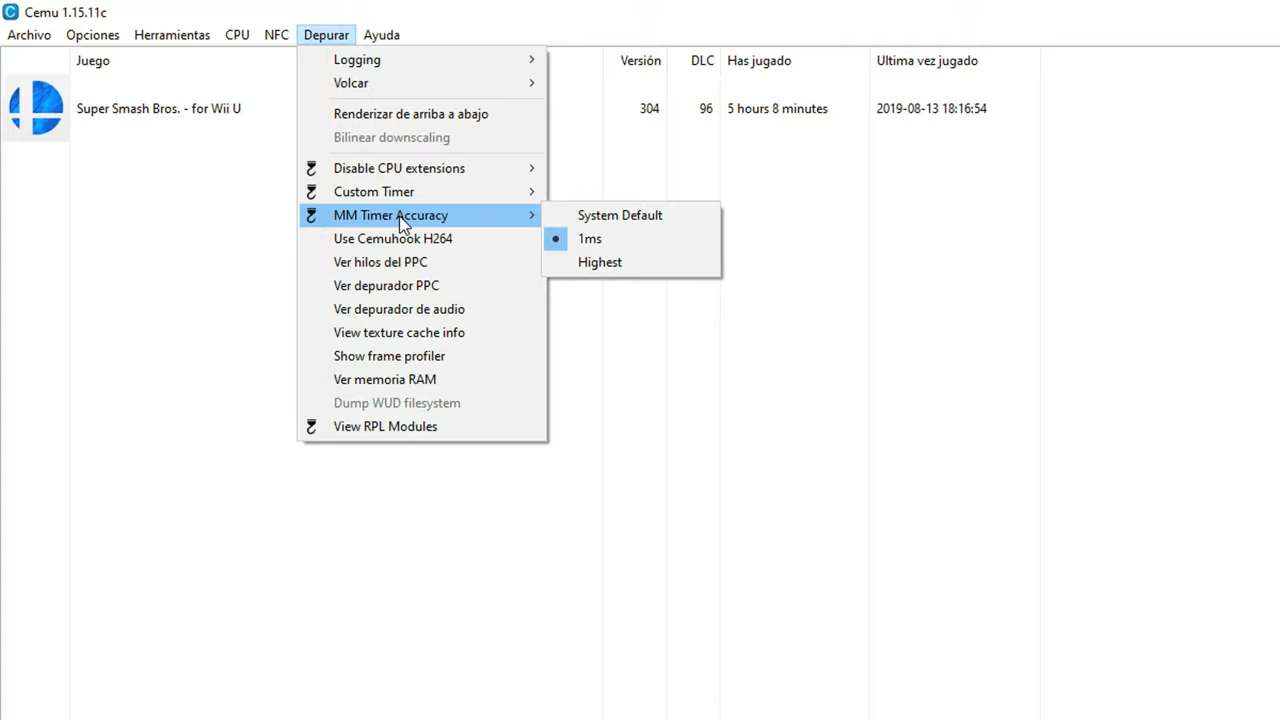 Cemu 1.15.11c
Archivo Opciones Herramientas CPU NFC Depurar Ayuda
Juego Versión DLC Has jugado Ultima vez jugado
Super Smash Bros. - for Wii U 304 96 5 hours 8 minutes 2019-08-13 18:16:54
Logging
Volcar
Renderizar de arriba a abajo
Bilinear downscaling
Disable CPU extensions
Custom Timer
MM Timer Accuracy
Use Cemuhook H264
Ver hilos del PPC
Ver depurador PPC
Ver depurador de audio
View texture cache info
Show frame profiler
Ver memoria RAM
Dump WUD filesystem
View RPL Modules
System Default
1ms
Highest